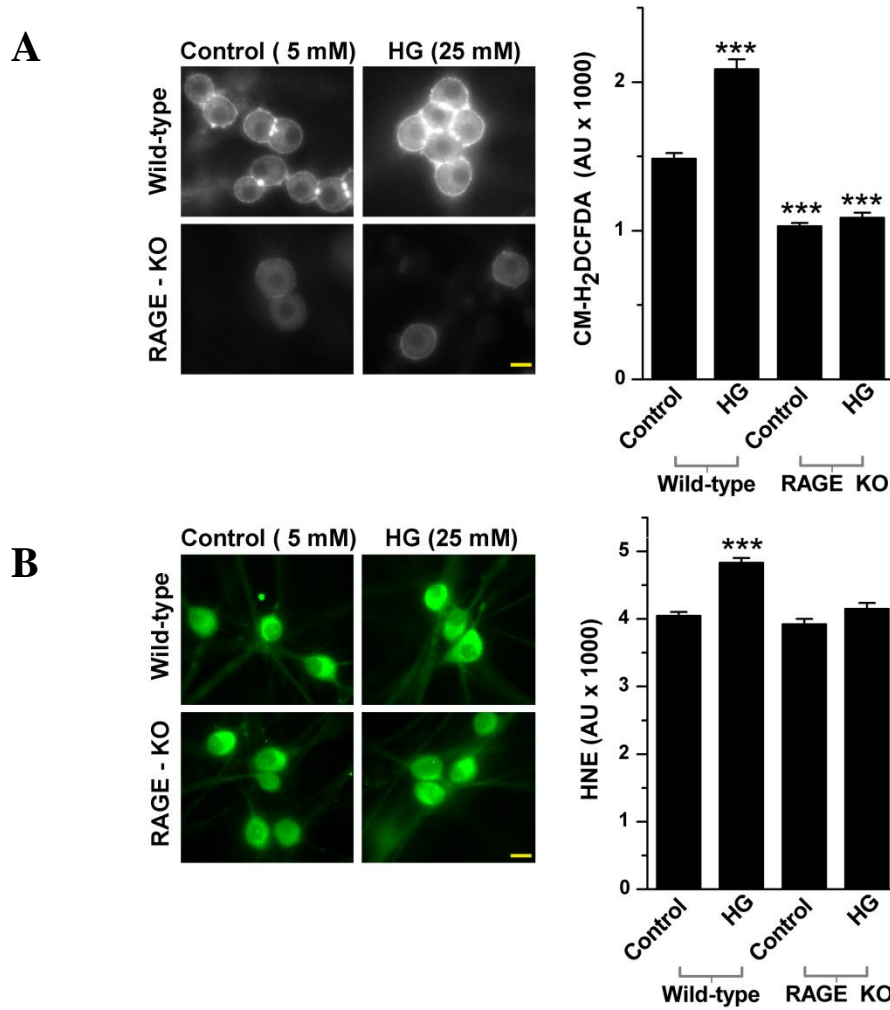 A
Control ( 5 mM) HG (25 mM)
Wild-type
RAGE - KO
CM-H₂DCFDA (AU x 1000)
2
1
0
***
*** ***
Control HG Control HG
Wild-type RAGE KO
B
Control ( 5 mM) HG (25 mM)
Wild-type
RAGE - KO
HNE (AU x 1000)
5
4
3
2
1
0
***
Control HG Control HG
Wild-type RAGE KO